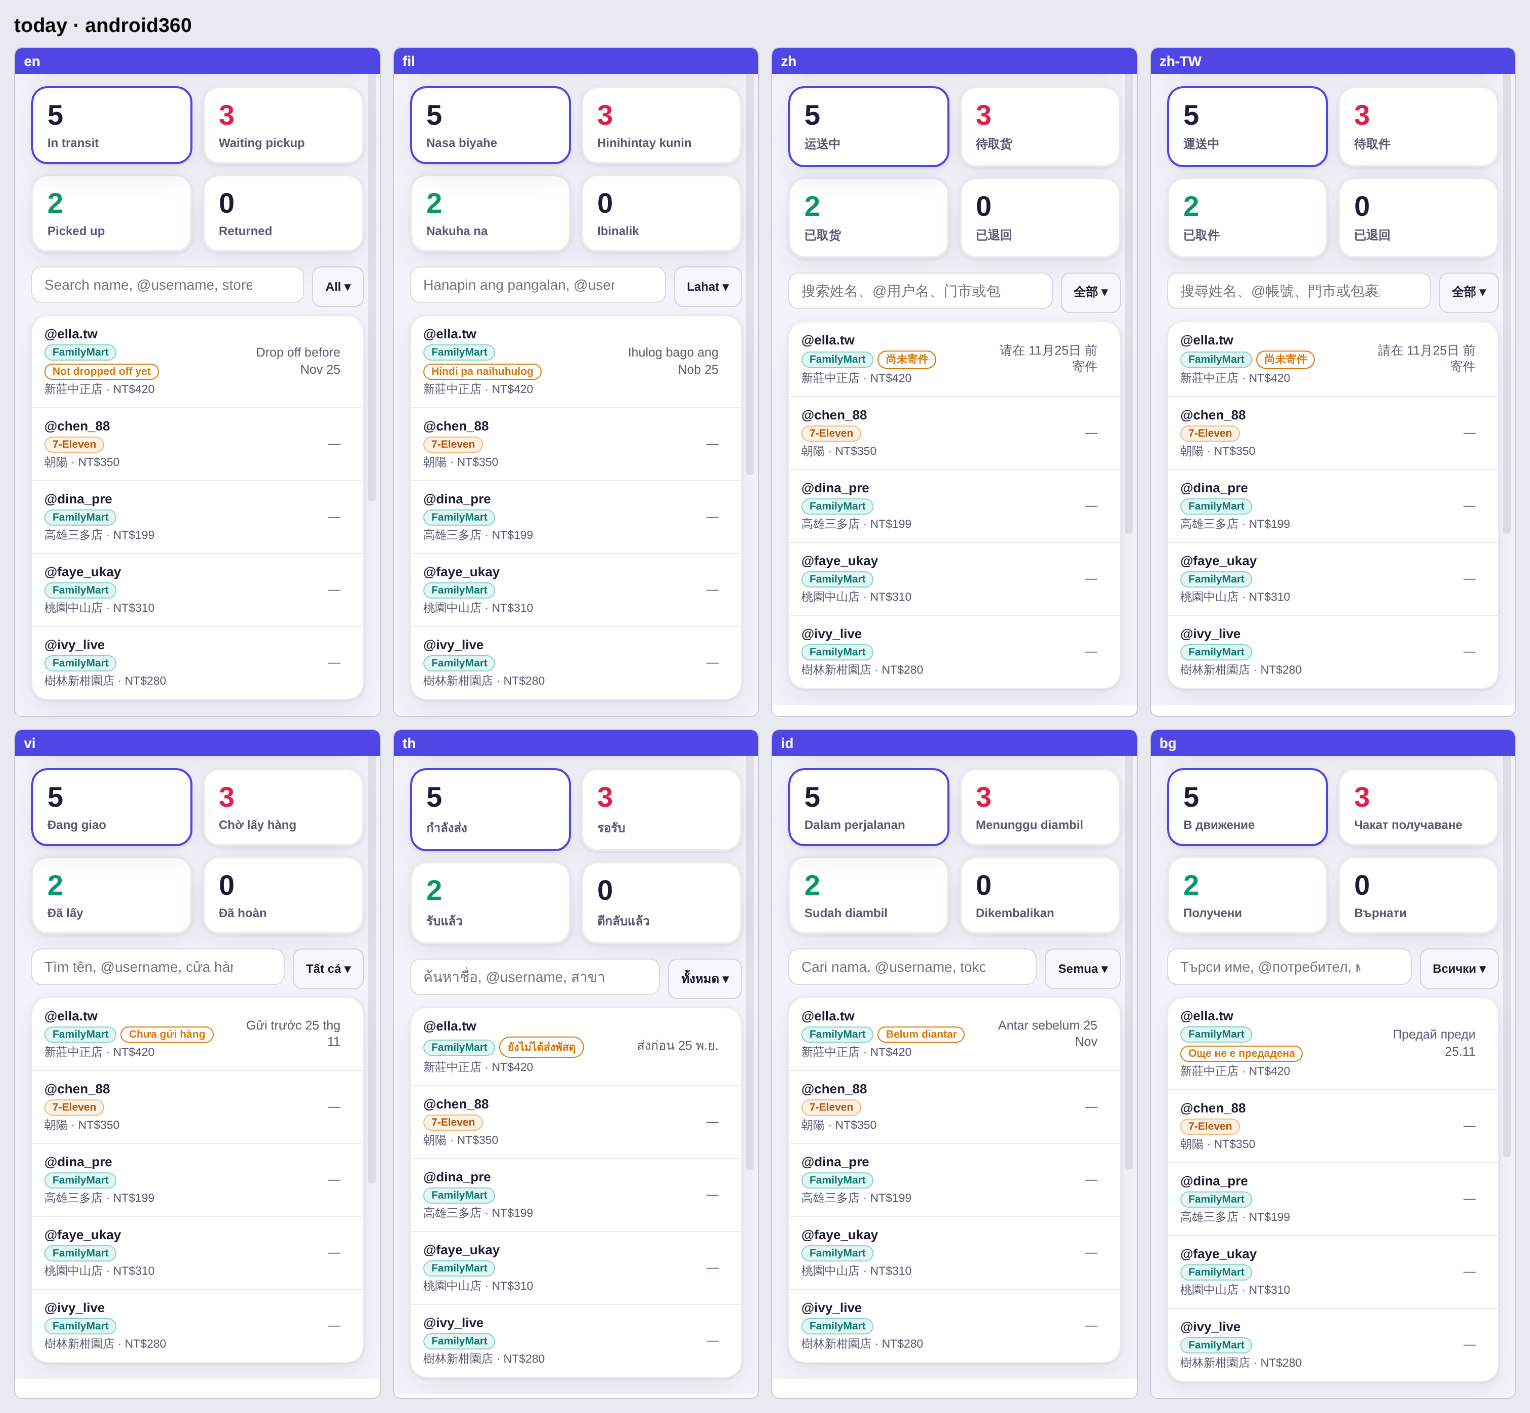 today · android360
en
5
In transit
3
Waiting pickup
2
Picked up
0
Returned
Search name, @username, store
All ▾
@ella.tw
FamilyMart
Not dropped off yet
新莊中正店 · NT$420
Drop off before
Nov 25
@chen_88
7-Eleven
朝陽 · NT$350
—
@dina_pre
FamilyMart
高雄三多店 · NT$199
—
@faye_ukay
FamilyMart
桃園中山店 · NT$310
—
@ivy_live
FamilyMart
樹林新柑園店 · NT$280
—
fil
5
Nasa biyahe
3
Hinihintay kunin
2
Nakuha na
0
Ibinalik
Hanapin ang pangalan, @user
Lahat ▾
@ella.tw
FamilyMart
Hindi pa naihuhulog
新莊中正店 · NT$420
Ihulog bago ang
Nob 25
@chen_88
7-Eleven
朝陽 · NT$350
—
@dina_pre
FamilyMart
高雄三多店 · NT$199
—
@faye_ukay
FamilyMart
桃園中山店 · NT$310
—
@ivy_live
FamilyMart
樹林新柑園店 · NT$280
—
zh
5
运送中
3
待取货
2
已取货
0
已退回
搜索姓名、@用户名、门市或包
全部 ▾
@ella.tw
FamilyMart 尚未寄件
新莊中正店 · NT$420
请在 11月25日 前
寄件
@chen_88
7-Eleven
朝陽 · NT$350
—
@dina_pre
FamilyMart
高雄三多店 · NT$199
—
@faye_ukay
FamilyMart
桃園中山店 · NT$310
—
@ivy_live
FamilyMart
樹林新柑園店 · NT$280
—
zh-TW
5
運送中
3
待取件
2
已取件
0
已退回
搜尋姓名、@帳號、門市或包裹
全部 ▾
@ella.tw
FamilyMart 尚未寄件
新莊中正店 · NT$420
請在 11月25日 前
寄件
@chen_88
7-Eleven
朝陽 · NT$350
—
@dina_pre
FamilyMart
高雄三多店 · NT$199
—
@faye_ukay
FamilyMart
桃園中山店 · NT$310
—
@ivy_live
FamilyMart
樹林新柑園店 · NT$280
—
vi
5
Đang giao
3
Chờ lấy hàng
2
Đã lấy
0
Đã hoàn
Tìm tên, @username, cửa hàr
Tất cả ▾
@ella.tw
FamilyMart Chưa gửi hàng
新莊中正店 · NT$420
Gửi trước 25 thg
11
@chen_88
7-Eleven
朝陽 · NT$350
—
@dina_pre
FamilyMart
高雄三多店 · NT$199
—
@faye_ukay
FamilyMart
桃園中山店 · NT$310
—
@ivy_live
FamilyMart
樹林新柑園店 · NT$280
—
th
5
กำลังส่ง
3
รอรับ
2
รับแล้ว
0
ตีกลับแล้ว
ค้นหาชื่อ, @username, สาขา
ทั้งหมด ▾
@ella.tw
FamilyMart ยังไม่ได้ส่งพัสดุ
新莊中正店 · NT$420
ส่งก่อน 25 พ.ย.
@chen_88
7-Eleven
朝陽 · NT$350
—
@dina_pre
FamilyMart
高雄三多店 · NT$199
—
@faye_ukay
FamilyMart
桃園中山店 · NT$310
—
@ivy_live
FamilyMart
樹林新柑園店 · NT$280
—
id
5
Dalam perjalanan
3
Menunggu diambil
2
Sudah diambil
0
Dikembalikan
Cari nama, @username, tokc
Semua ▾
@ella.tw
FamilyMart Belum diantar
新莊中正店 · NT$420
Antar sebelum 25
Nov
@chen_88
7-Eleven
朝陽 · NT$350
—
@dina_pre
FamilyMart
高雄三多店 · NT$199
—
@faye_ukay
FamilyMart
桃園中山店 · NT$310
—
@ivy_live
FamilyMart
樹林新柑園店 · NT$280
—
bg
5
В движение
3
Чакат получаване
2
Получени
0
Върнати
Търси име, @потребител,
Всички ▾
@ella.tw
FamilyMart
Още не е предадена
新莊中正店 · NT$420
Предай преди
25.11
@chen_88
7-Eleven
朝陽 · NT$350
—
@dina_pre
FamilyMart
高雄三多店 · NT$199
—
@faye_ukay
FamilyMart
桃園中山店 · NT$310
—
@ivy_live
FamilyMart
樹林新柑園店 · NT$280
—